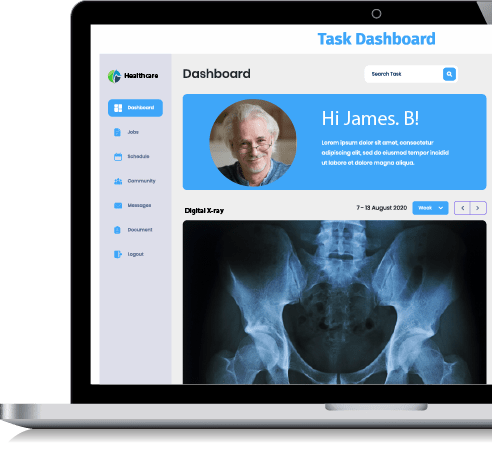 Task Dashboard
Healthcare
Dashboard
Search Task
Dashboard
Jobs
Schedule
Community
Messages
Document
Logout
Hi James. B!
Lorem ipsum dolor sit amet, consectetur
adipiscing elit, sed do eiusmod tempor incidid
ut labore et dolore magna aliqua.
Digital X-ray
7 - 13 August 2020
Week